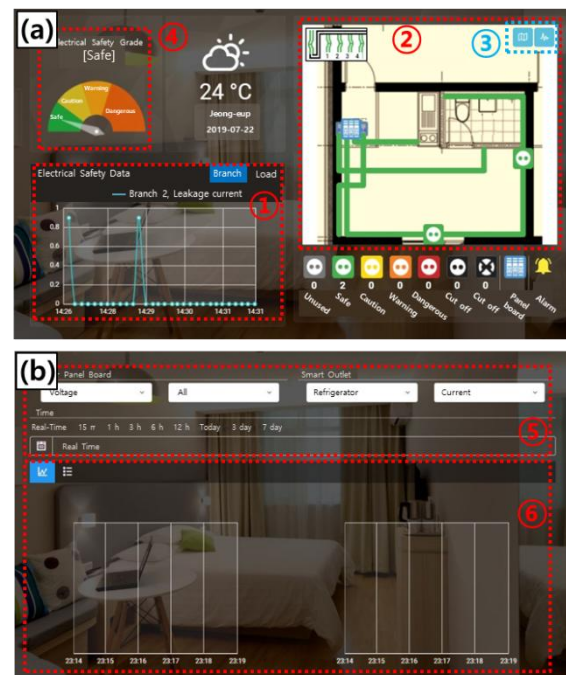 (a)
Electrical Safety Grade
[Safe]
④
Safe
Caution
Warning
Dangerous
24 °C
Jeong-eup
2019-07-22
②
③
1 2 3 4
Electrical Safety Data
Branch
Load
①
Branch 2, Leakage current
1
0.8
0.6
0.4
0.2
0
14:26 14:28 14:29 14:30 14:31 14:31
0 2 0 0 0 0 0
Unused
Safe
Caution
Warning
Dangerous
Cut off
Cut off
Panel board
Alarm
(b)
Panel Board
Smart Outlet
Voltage
All
Refrigerator
Current
Time
Real-Time 15 m 1 h 3 h 6 h 12 h Today 3 day 7 day
⑤
Real Time
⑥
23:14 23:15 23:16 23:17 23:18 23:19
23:14 23:15 23:16 23:17 23:18 23:19